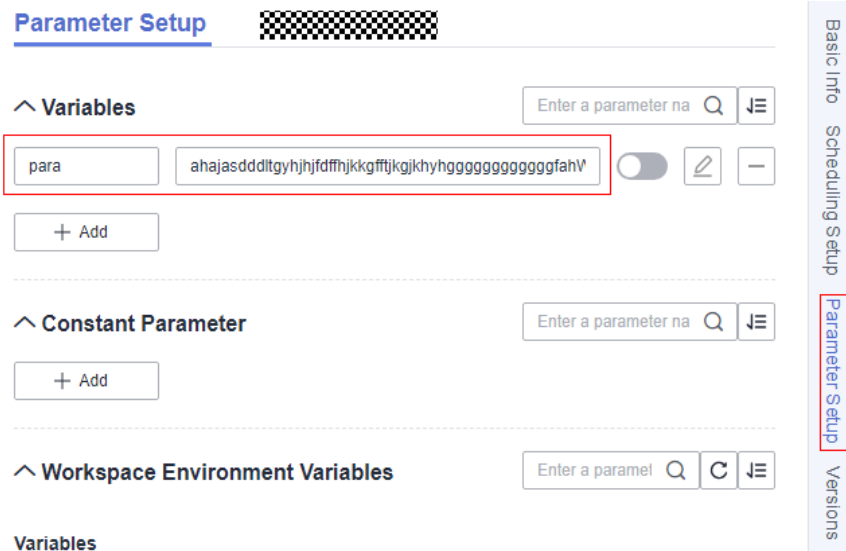 Parameter Setup
Variables
Enter a parameter na
para
ahajasdddltgyhjhjfdffhjkkgfftjkgjkhyhgggggggggggggfahW
+ Add
Constant Parameter
Enter a parameter na
+ Add
Workspace Environment Variables
Enter a paramet
Variables
Basic Info
Scheduling Setup
Parameter Setup
Versions